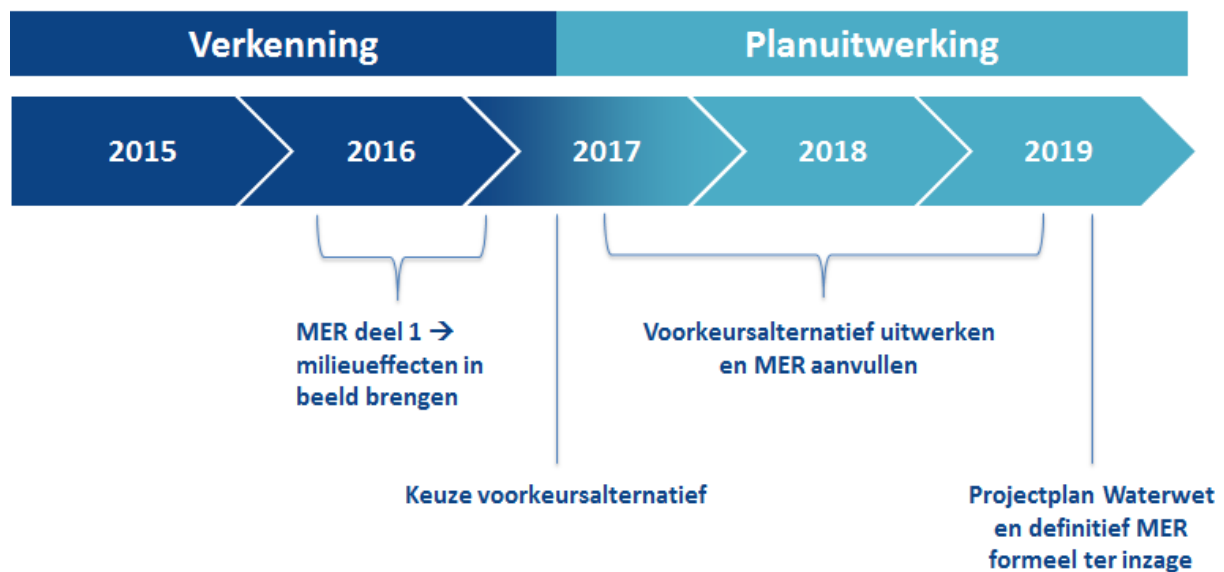 Verkenning
Planuitwerking
2015
2016
2017
2018
2019
MER deel 1 →
milieueffecten in
beeld brengen
Voorkeursalternatief uitwerken
en MER aanvullen
Keuze voorkeursalternatief
Projectplan Waterwet
en definitief MER
formeel ter inzage